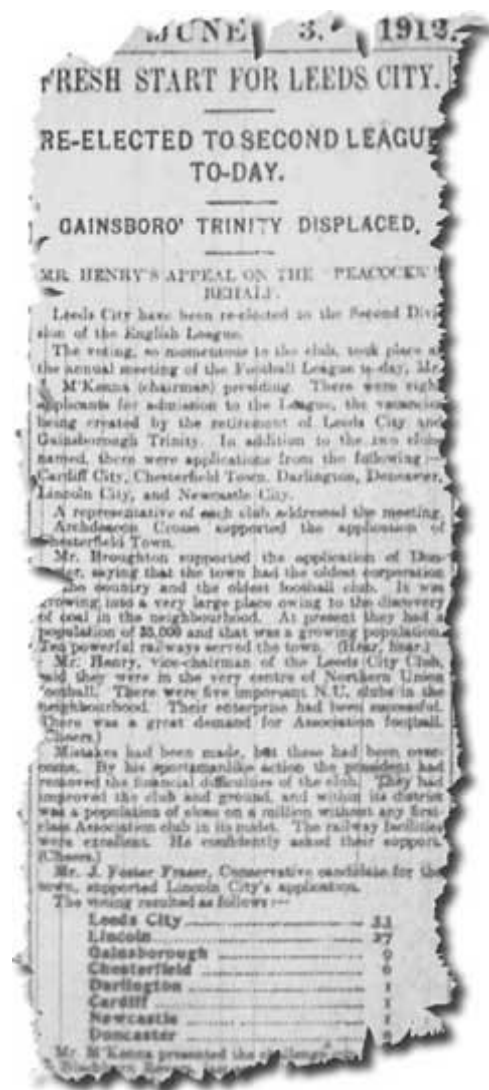 JUNE 3. 1912.
FRESH START FOR LEEDS CITY.
RE-ELECTED TO SECOND LEAGUE
TO-DAY.
GAINSBORO' TRINITY DISPLACED.
MR. HENRY'S APPEAL ON THE "PEACOCKS'"
BEHALF.
Leeds City have been re-elected to the Second Divi-
sion of the English League.
The voting, so momentous to the club, took place at
the annual meeting of the Football League to-day, Mr.
J. M'Kenna (chairman) presiding. There were eight
applicants for admission to the League, the vacancies
being created by the retirement of Leeds City and
Gainsborough Trinity. In addition to the two clubs
named, there were applications from the following:—
Cardiff City, Chesterfield Town, Darlington, Doncaster,
Lincoln City, and Newcastle City.
A representative of each club addressed the meeting.
Archdeacon supported the application of
Chesterfield Town.
Mr. Broughton supported the application of Don-
caster, saying that the town had the oldest corporation
the country and the oldest football club. It was
growing into a very large place owing to the discovery
of coal in the neighbourhood. At present they had a
population of and that was a growing population.
Ten powerful railways served the town. (Hear, hear.)
Mr. Henry, vice-chairman of the Leeds City Club,
said they were in the very centre of Northern Union
football. There were five important N.U. clubs in the
neighbourhood. Their enterprise had been successful.
There was a great demand for Association football.
(Cheers.)
Mistakes had been made, but these had been over-
come. By his sportsmanlike action the president had
removed the financial difficulties of the club. They had
improved the club and ground, and within its district
was a population of close on a million without any first-
class Association club in its midst. The railway facilities
were excellent. He confidently asked their support.
(Cheers.)
Mr. J. Foster Fraser, Conservative candidate for the
town, supported Lincoln City's application.
The voting resulted as follows:—
Leeds City 33
Lincoln 27
Gainsborough 9
Chesterfield 6
Darlington 1
Cardiff 1
Newcastle 1
Doncaster
Mr. M'Kenna presented the